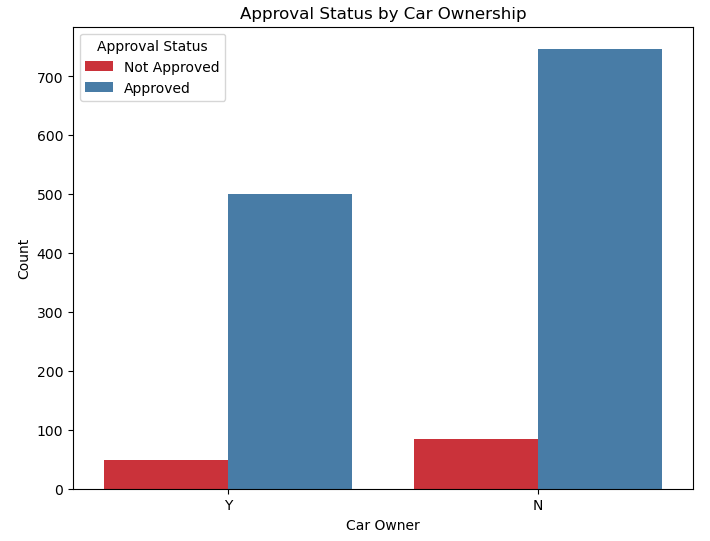 Approval Status by Car Ownership
Approval Status
Not Approved
Approved
700
600
500
400
300
200
100
0
Count
Y
N
Car Owner